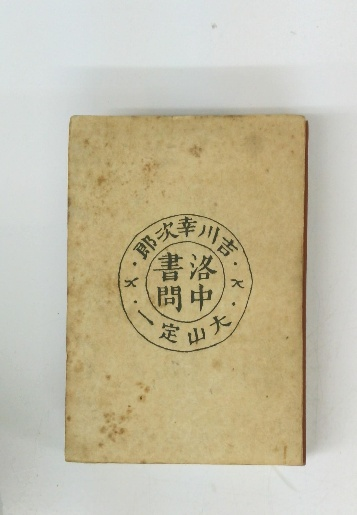 吉川幸次郎
洛中
書問
大山定一